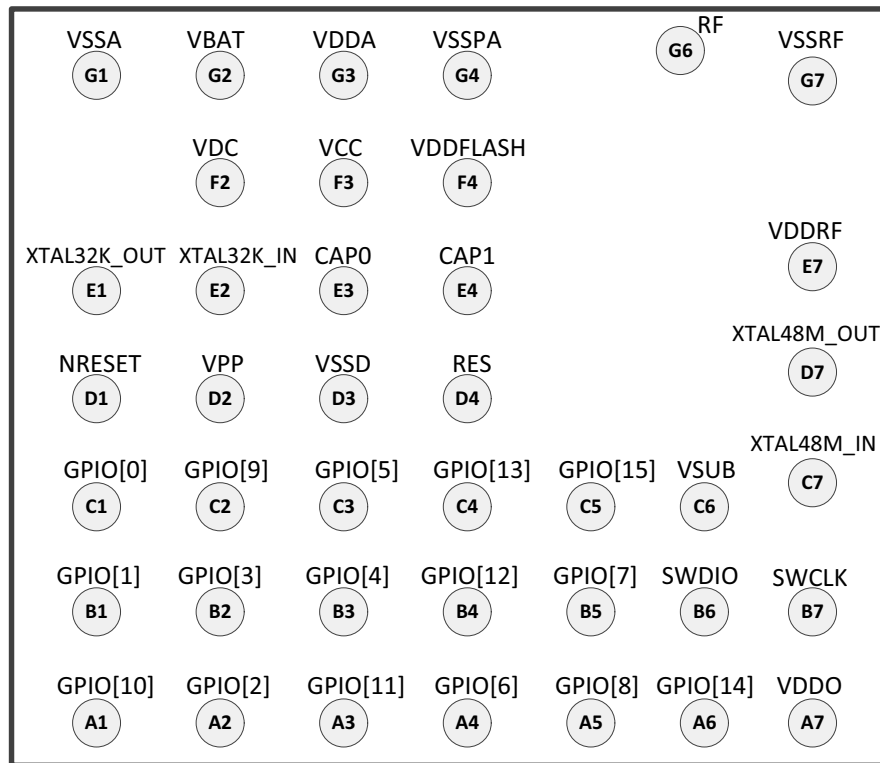 RF
VSSA VBAT VDDA VSSPA VSSRF
G1 G2 G3 G4 G6 G7
VDC VCC VDDFLASH
F2 F3 F4
VDDRF
XTAL32K_OUT XTAL32K_IN CAP0 CAP1
E1 E2 E3 E4 E7
XTAL48M_OUT
NRESET VPP VSSD RES
D1 D2 D3 D4 D7
XTAL48M_IN
GPIO[0] GPIO[9] GPIO[5] GPIO[13] GPIO[15] VSUB
C1 C2 C3 C4 C5 C6 C7
GPIO[1] GPIO[3] GPIO[4] GPIO[12] GPIO[7] SWDIO SWCLK
B1 B2 B3 B4 B5 B6 B7
GPIO[10] GPIO[2] GPIO[11] GPIO[6] GPIO[8] GPIO[14] VDDO
A1 A2 A3 A4 A5 A6 A7